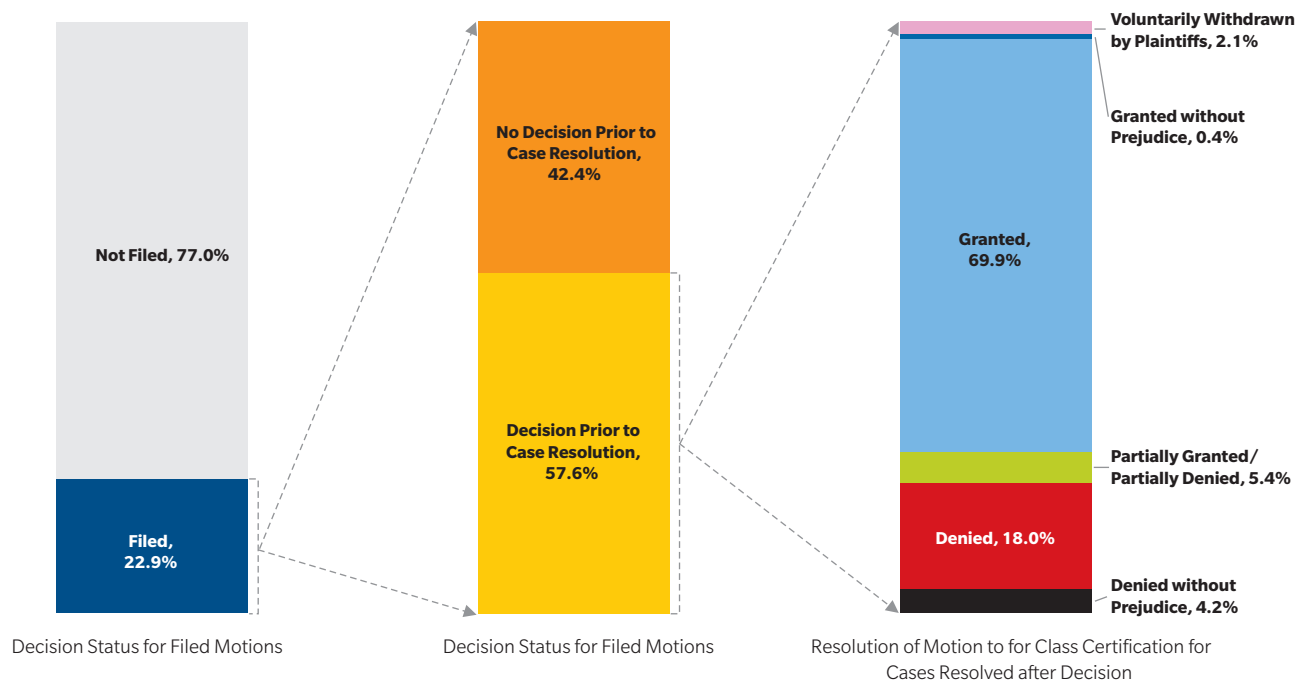 Not Filed, 77.0%
Filed,
22.9%
Decision Status for Filed Motions
No Decision Prior to
Case Resolution,
42.4%
Decision Prior to
Case Resolution,
57.6%
Decision Status for Filed Motions
Voluntarily Withdrawn
by Plaintiffs, 2.1%
Granted without
Prejudice, 0.4%
Granted,
69.9%
Partially Granted/
Partially Denied, 5.4%
Denied, 18.0%
Denied without
Prejudice, 4.2%
Resolution of Motion to for Class Certification for
Cases Resolved after Decision